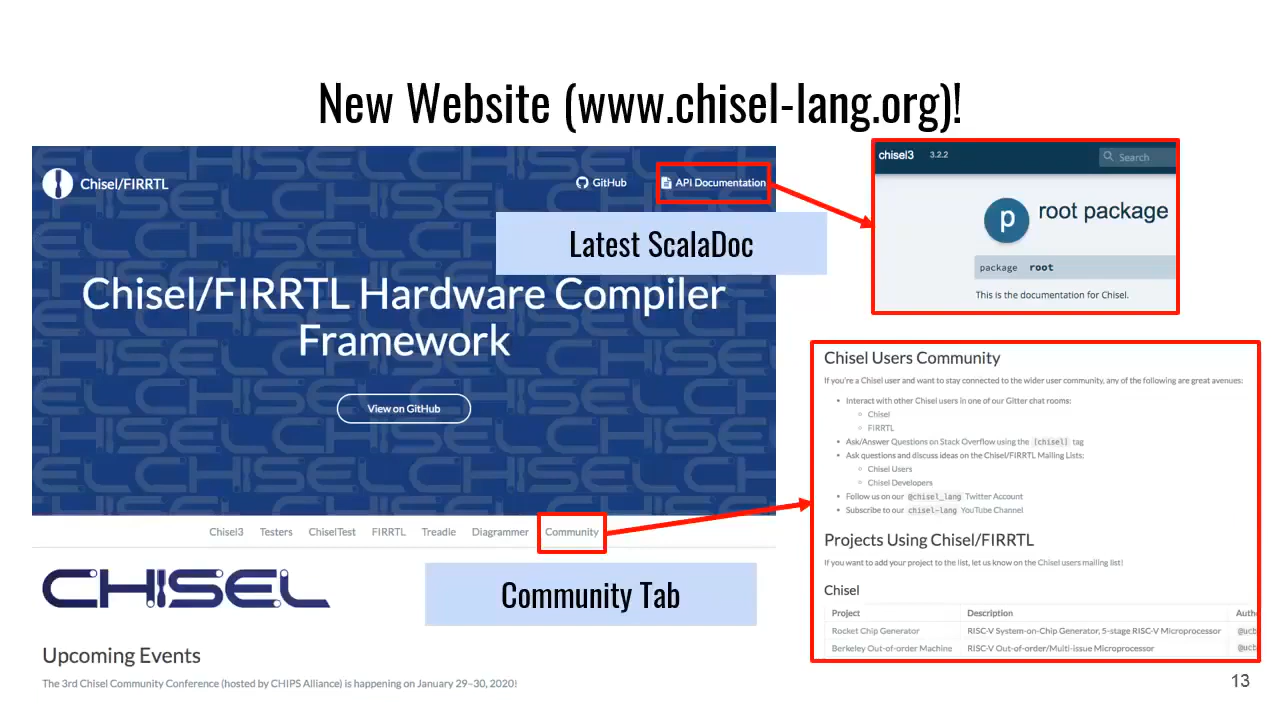 New Website (www.chisel-lang.org)!
Chisel/FIRRTL
GitHub
API Documentation
Latest ScalaDoc
Chisel/FIRRTL Hardware Compiler
Framework
View on GitHub
Chisel3 Testers ChiselTest FIRRTL Treadle Diagrammer Community
CHISEL
Community Tab
Upcoming Events
The 3rd Chisel Community Conference (hosted by CHIPS Alliance) is happening on January 29-30, 2020!
chisel3 3.2.2
Search
p
root package
package root
This is the documentation for Chisel.
Chisel Users Community
If you're a Chisel user and want to stay connected to the wider user community, any of the following are great avenues:
• Interact with other Chisel users in one of our Gitter chat rooms:
○ Chisel
○ FIRRTL
• Ask/Answer Questions on Stack Overflow using the [chisel] tag
• Ask questions and discuss ideas on the Chisel/FIRRTL Mailing Lists:
○ Chisel Users
○ Chisel Developers
• Follow us on our @chisel_lang Twitter Account
• Subscribe to our chisel-lang YouTube Channel
Projects Using Chisel/FIRRTL
If you want to add your project to the list, let us know on the Chisel users mailing list!
Chisel
Project Description Auth
Rocket Chip Generator RISC-V System-on-Chip Generator, 5-stage RISC-V Microprocessor @ucb
Berkeley Out-of-order Machine RISC-V Out-of-order/Multi-issue Microprocessor @ucb
13